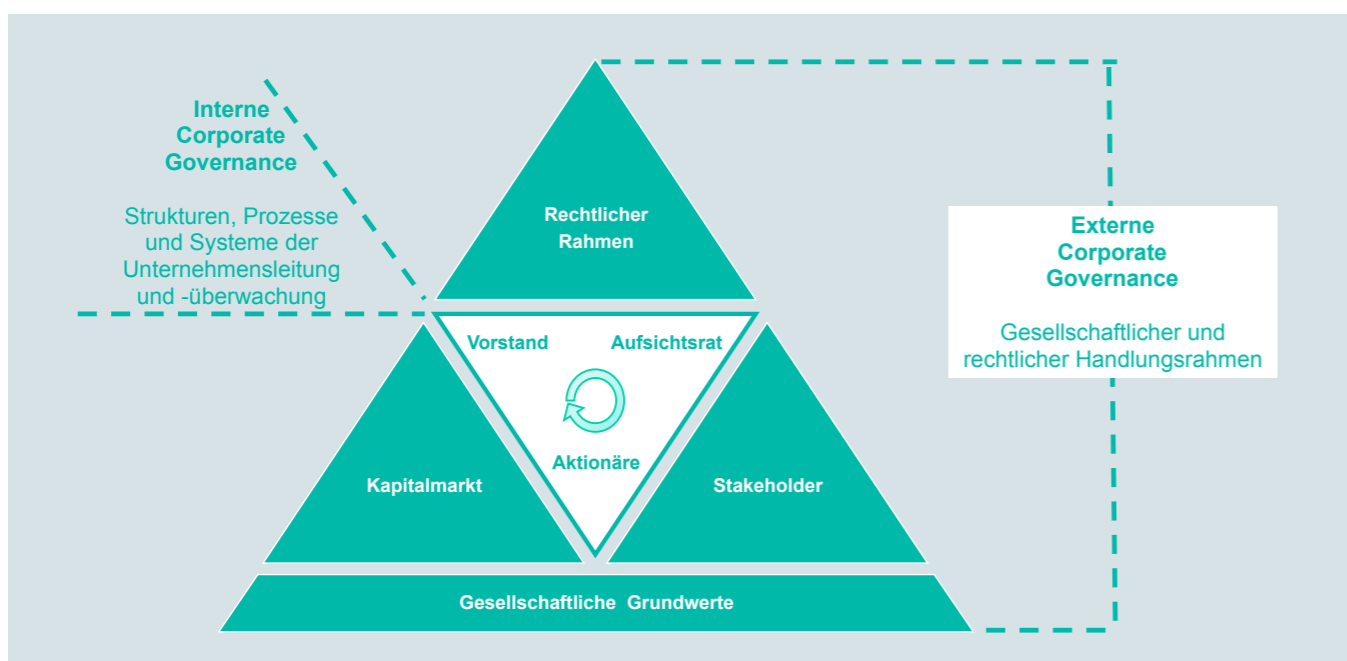 Interne
Corporate
Governance
Strukturen, Prozesse
und Systeme der
Unternehmensleitung
und -überwachung
Rechtlicher
Rahmen
Externe
Corporate
Governance
Gesellschaftlicher und
rechtlicher Handlungsrahmen
Vorstand
Aufsichtsrat
Aktionäre
Kapitalmarkt
Stakeholder
Gesellschaftliche Grundwerte